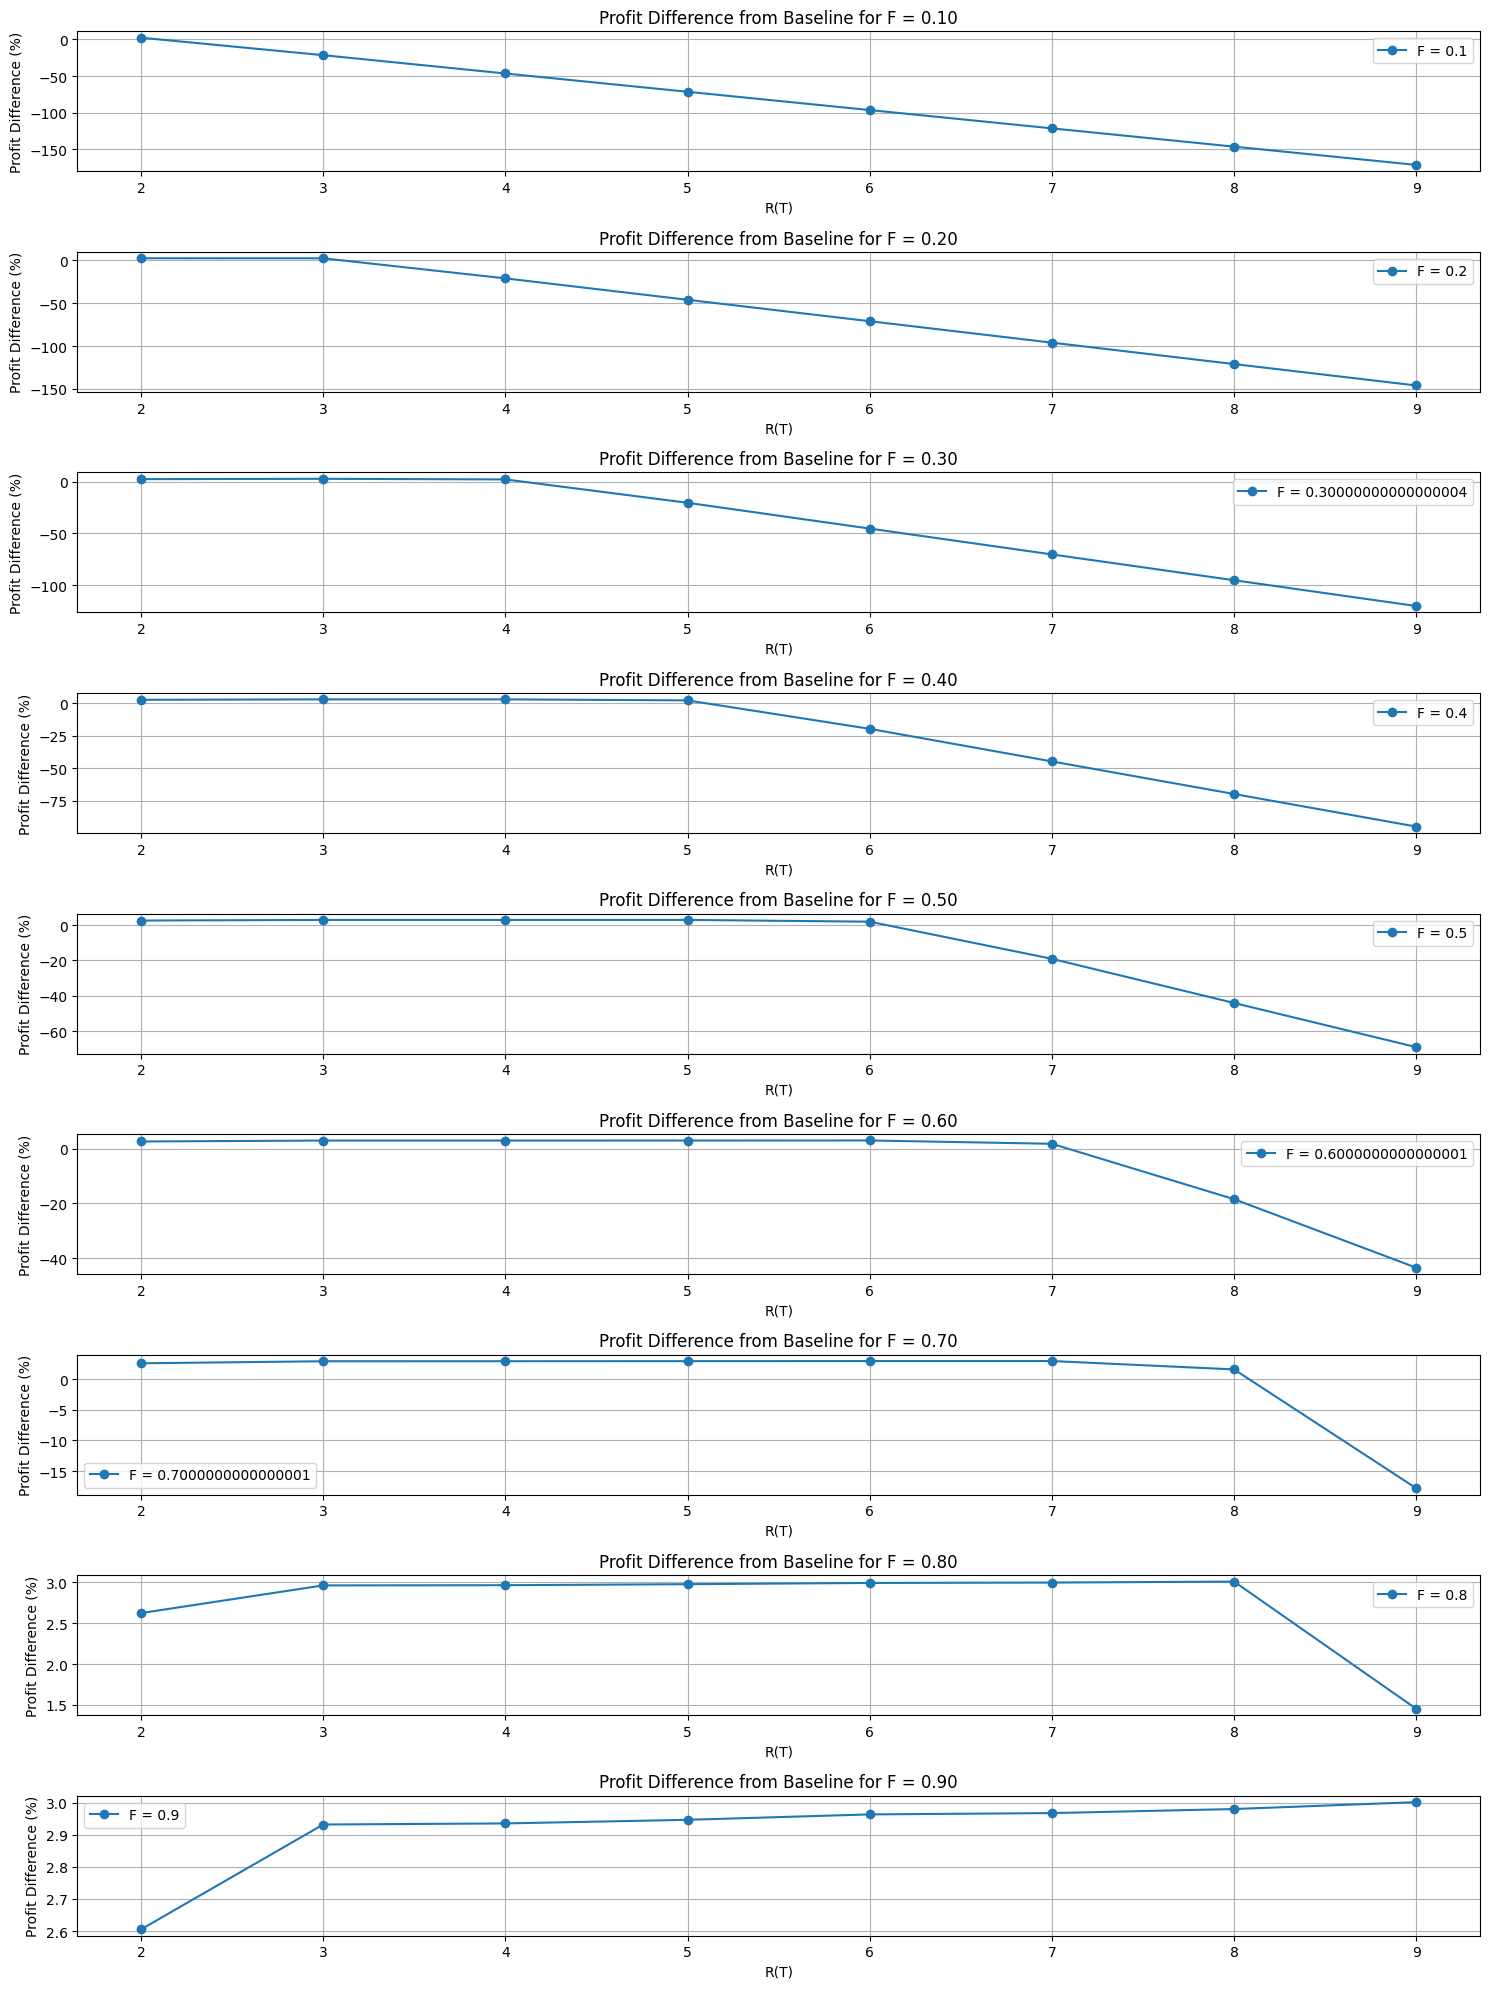 Profit Difference from Baseline for F = 0.10
Profit Difference (%)
0
−50
−100
−150
F = 0.1
2 3 4 5 6 7 8 9
R(T)
Profit Difference from Baseline for F = 0.20
Profit Difference (%)
0
−50
−100
−150
F = 0.2
2 3 4 5 6 7 8 9
R(T)
Profit Difference from Baseline for F = 0.30
Profit Difference (%)
0
−50
−100
F = 0.30000000000000004
2 3 4 5 6 7 8 9
R(T)
Profit Difference from Baseline for F = 0.40
Profit Difference (%)
0
−25
−50
−75
F = 0.4
2 3 4 5 6 7 8 9
R(T)
Profit Difference from Baseline for F = 0.50
Profit Difference (%)
0
−20
−40
−60
F = 0.5
2 3 4 5 6 7 8 9
R(T)
Profit Difference from Baseline for F = 0.60
Profit Difference (%)
0
−20
−40
F = 0.6000000000000001
2 3 4 5 6 7 8 9
R(T)
Profit Difference from Baseline for F = 0.70
Profit Difference (%)
0
−5
−10
−15
F = 0.7000000000000001
2 3 4 5 6 7 8 9
R(T)
Profit Difference from Baseline for F = 0.80
Profit Difference (%)
3.0
2.5
2.0
1.5
F = 0.8
2 3 4 5 6 7 8 9
R(T)
Profit Difference from Baseline for F = 0.90
Profit Difference (%)
3.0
2.9
2.8
2.7
2.6
F = 0.9
2 3 4 5 6 7 8 9
R(T)